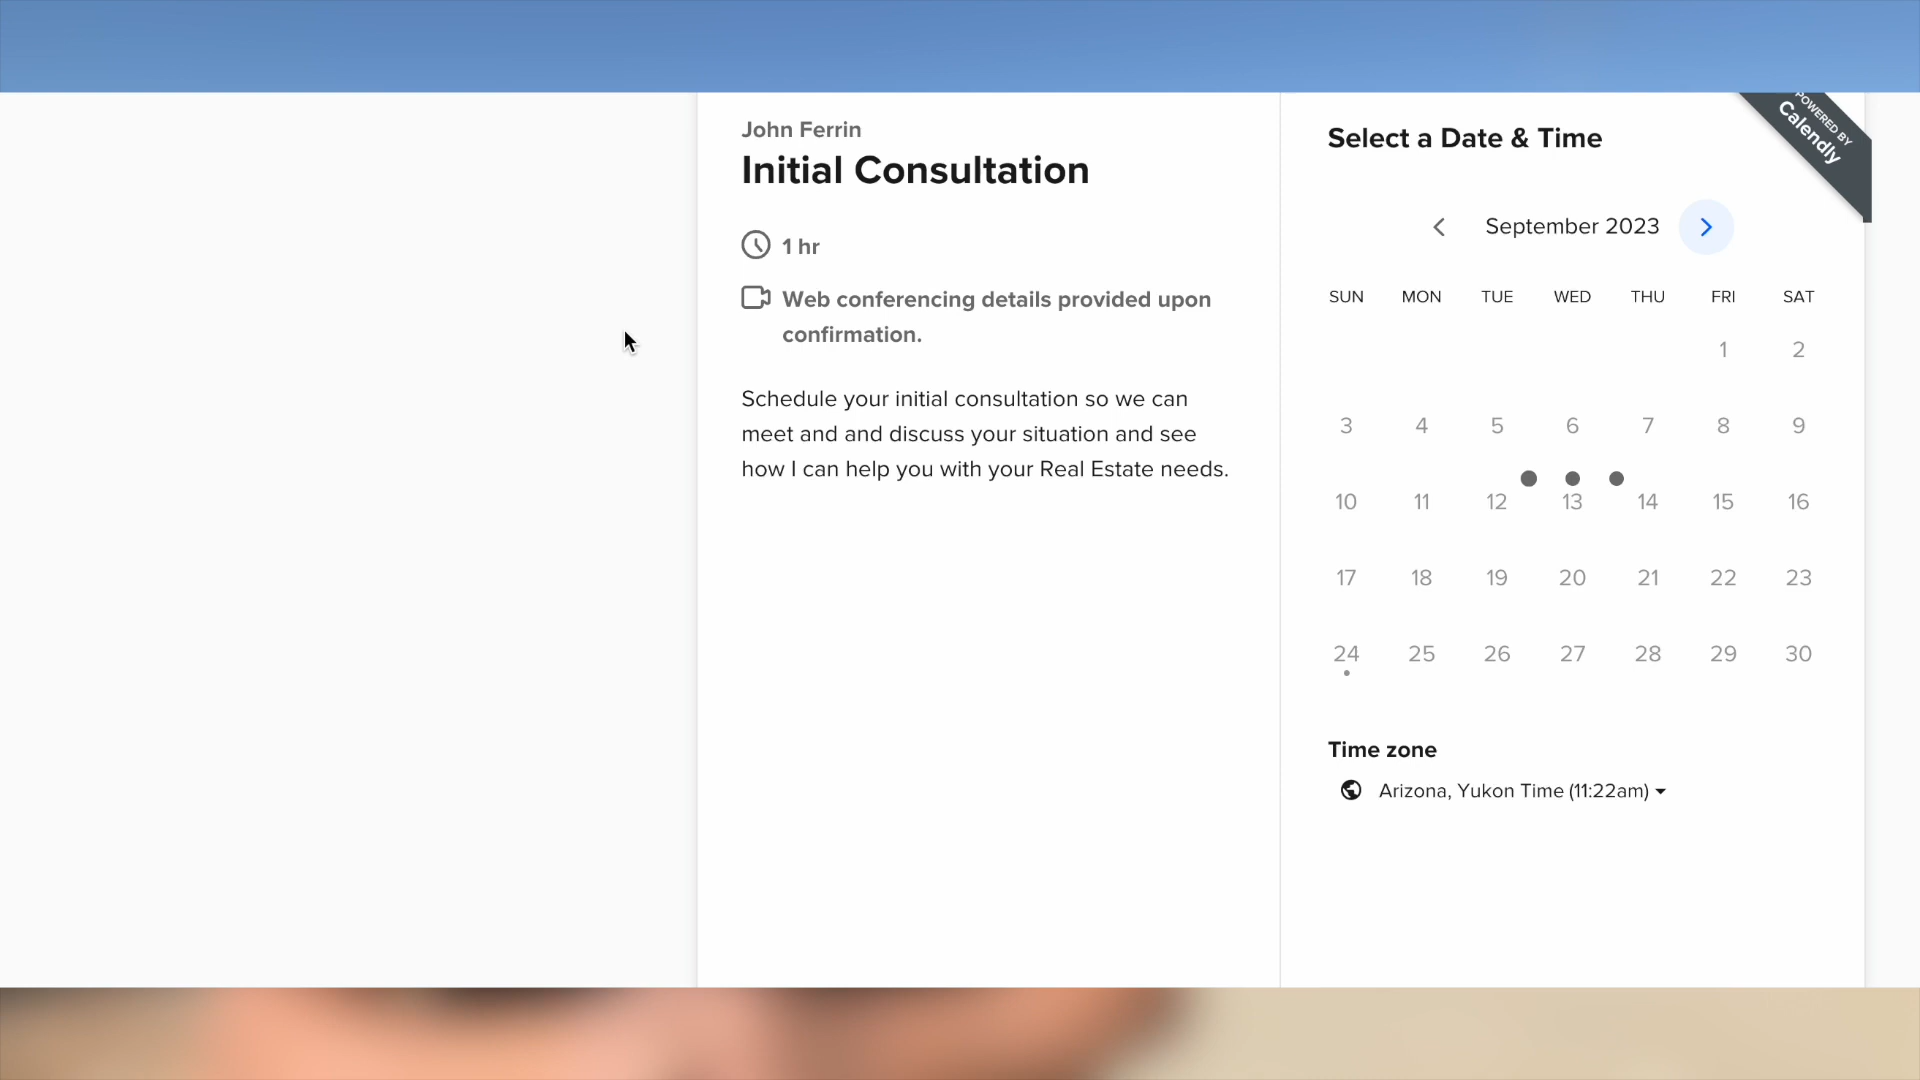 John Ferrin
Initial Consultation
1 hr
Web conferencing details provided upon
confirmation.
Schedule your initial consultation so we can
meet and and discuss your situation and see
how I can help you with your Real Estate needs.
Select a Date & Time
POWERED BY
Calendly
September 2023
SUN MON TUE WED THU FRI SAT
1 2
3 4 5 6 7 8 9
10 11 12 13 14 15 16
17 18 19 20 21 22 23
24 25 26 27 28 29 30
Time zone
Arizona, Yukon Time (11:22am)